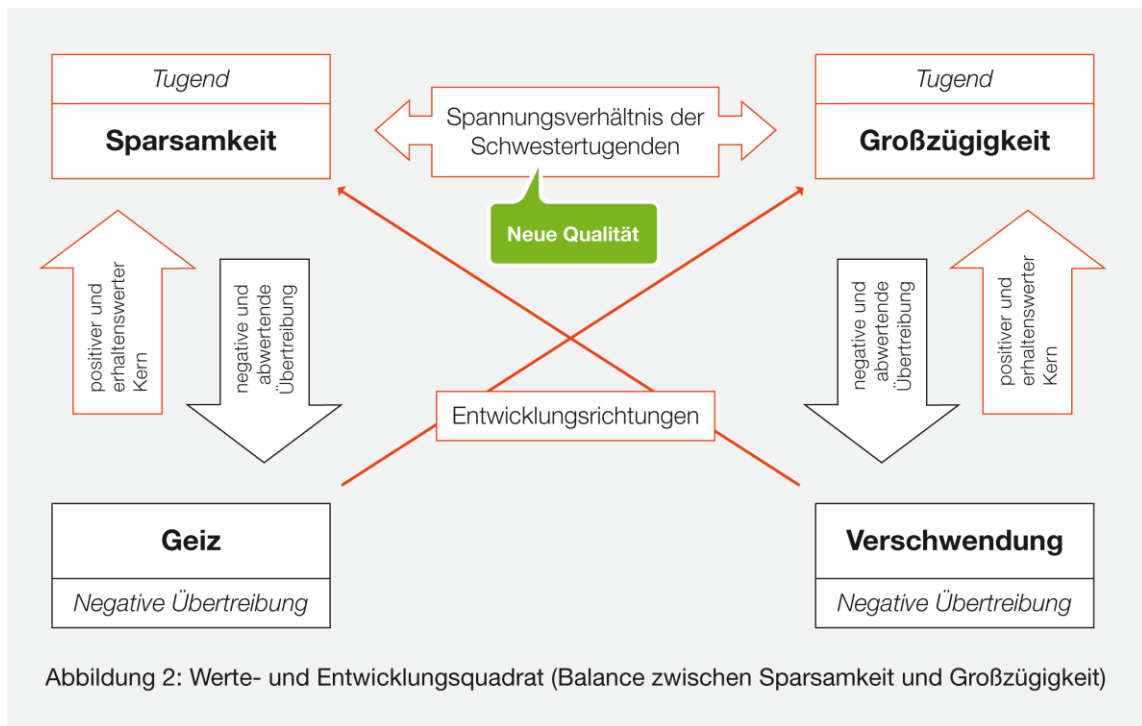 Tugend
Sparsamkeit
Spannungsverhältnis der
Schwestertugenden
Neue Qualität
Tugend
Großzügigkeit
positiver und
erhaltenswerter
Kern
negative und
abwertende
Übertreibung
negative und
abwertende
Übertreibung
positiver und
erhaltenswerter
Kern
Entwicklungsrichtungen
Geiz
Negative Übertreibung
Verschwendung
Negative Übertreibung
Abbildung 2: Werte- und Entwicklungsquadrat (Balance zwischen Sparsamkeit und Großzügigkeit)